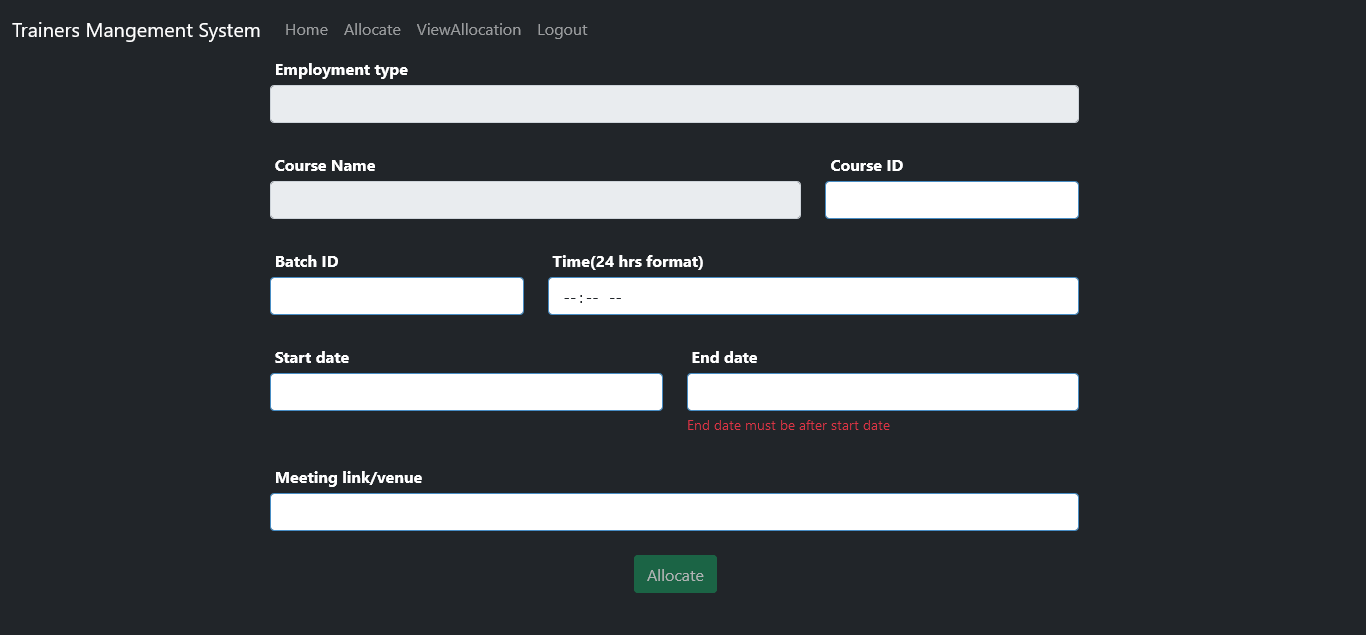 Trainers Mangement System Home Allocate ViewAllocation Logout
Employment type
Course Name Course ID
Batch ID Time(24 hrs format)
--:-- --
Start date End date
End date must be after start date
Meeting link/venue
Allocate